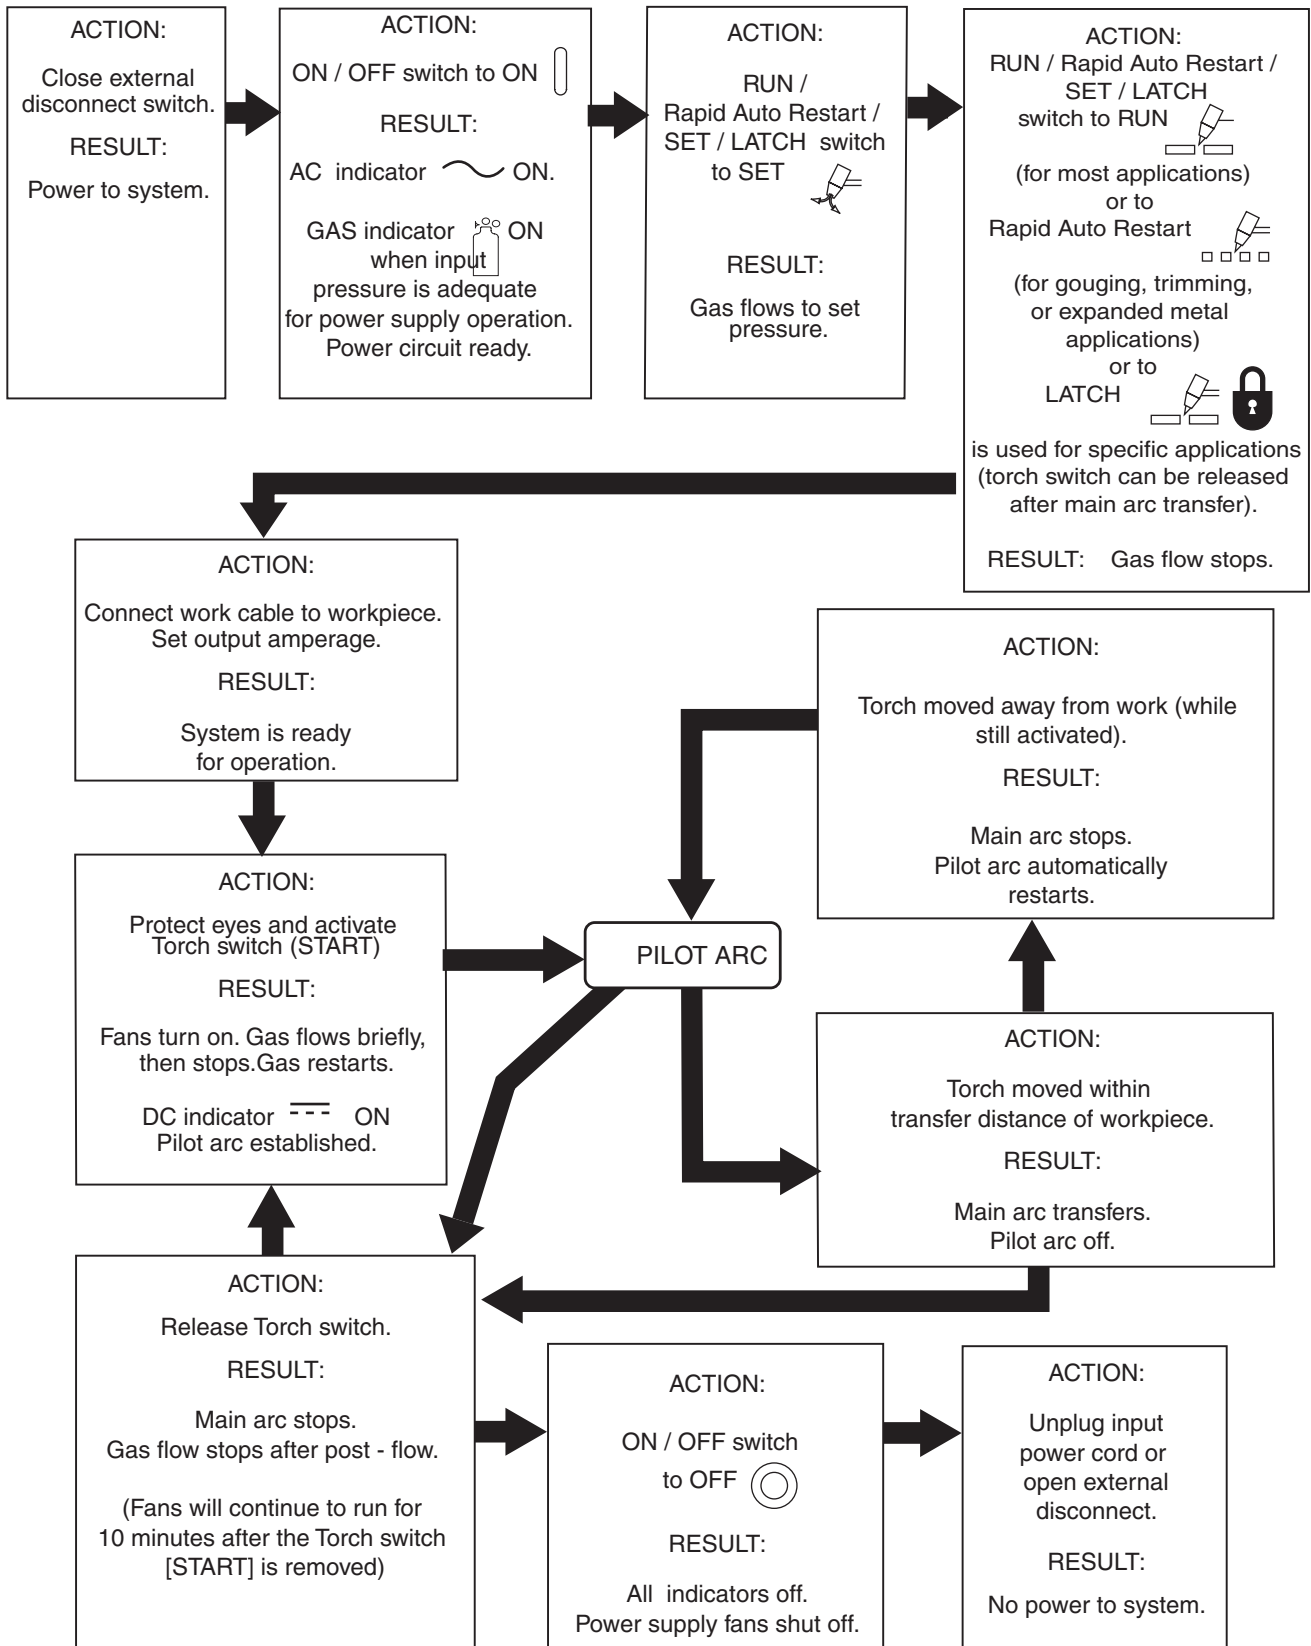 ACTION:
Close external
disconnect switch.
RESULT:
Power to system.
ACTION:
ON / OFF switch to ON
RESULT:
AC indicator ON.
GAS indicator ON
when input
pressure is adequate
for power supply operation.
Power circuit ready.
ACTION:
RUN /
Rapid Auto Restart /
SET / LATCH switch
to SET
RESULT:
Gas flows to set
pressure.
ACTION:
RUN / Rapid Auto Restart /
SET / LATCH
switch to RUN
(for most applications)
or to
Rapid Auto Restart
(for gouging, trimming,
or expanded metal
applications)
or to
LATCH
is used for specific applications
(torch switch can be released
after main arc transfer).
RESULT: Gas flow stops.
ACTION:
Connect work cable to workpiece.
Set output amperage.
RESULT:
System is ready
for operation.
ACTION:
Protect eyes and activate
Torch switch (START)
RESULT:
Fans turn on. Gas flows briefly,
then stops.Gas restarts.
DC indicator ON
Pilot arc established.
PILOT ARC
ACTION:
Torch moved away from work (while
still activated).
RESULT:
Main arc stops.
Pilot arc automatically
restarts.
ACTION:
Torch moved within
transfer distance of workpiece.
RESULT:
Main arc transfers.
Pilot arc off.
ACTION:
Release Torch switch.
RESULT:
Main arc stops.
Gas flow stops after post - flow.
(Fans will continue to run for
10 minutes after the Torch switch
[START] is removed)
ACTION:
ON / OFF switch
to OFF
RESULT:
All indicators off.
Power supply fans shut off.
ACTION:
Unplug input
power cord or
open external
disconnect.
RESULT:
No power to system.